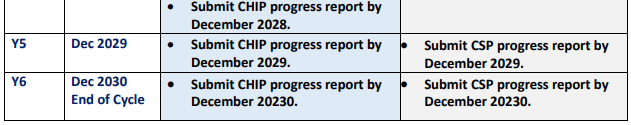 • Submit CHIP progress report by
December 2028.
Y5 Dec 2029 • Submit CHIP progress report by • Submit CSP progress report by
December 2029. December 2029.
Y6 Dec 2030 • Submit CHIP progress report by • Submit CSP progress report by
End of Cycle December 20230. December 20230.